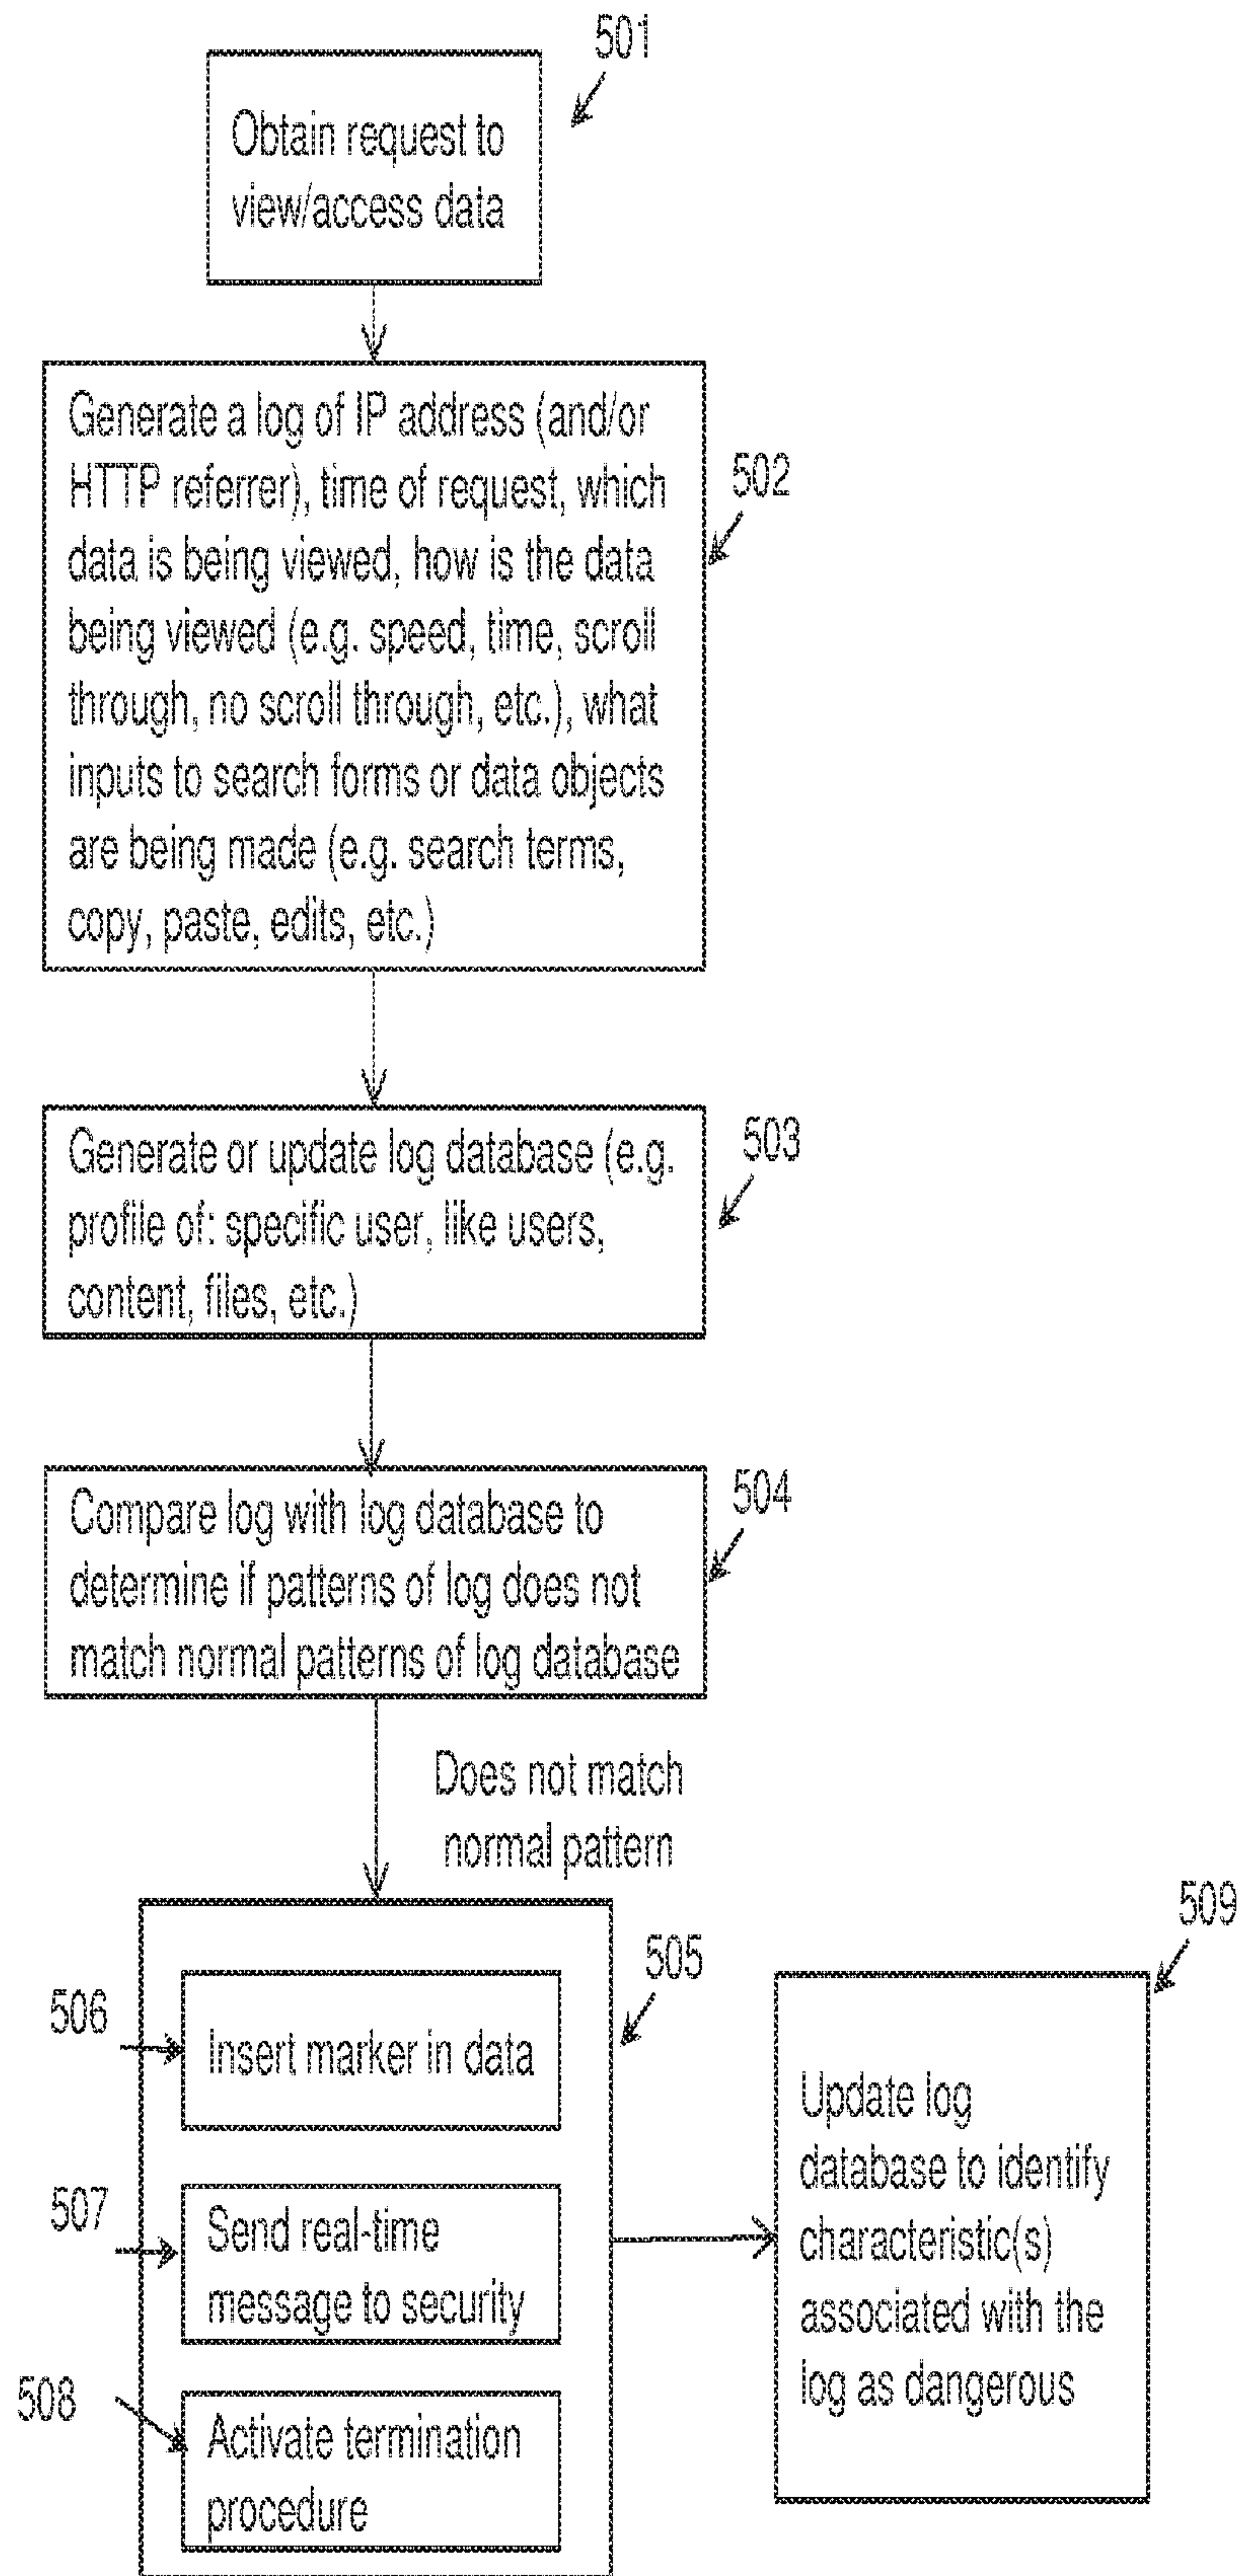 501
Obtain request to
view/access data
Generate a log of IP address (and/or
HTTP referrer), time of request, which
data is being viewed, how is the data
being viewed (e.g. speed, time, scroll
through, no scroll through, etc.), what
inputs to search forms or data objects
are being made (e.g. search terms,
copy, paste, edits, etc.)
502
Generate or update log database (e.g.
profile of: specific user, like users,
content, files, etc.)
503
Compare log with log database to
determine if patterns of log does not
match normal patterns of log database
504
Does not match
normal pattern
505
506
Insert marker in data
507
Send real-time
message to security
508
Activate termination
procedure
509
Update log
database to identify
characteristic(s)
associated with the
log as dangerous